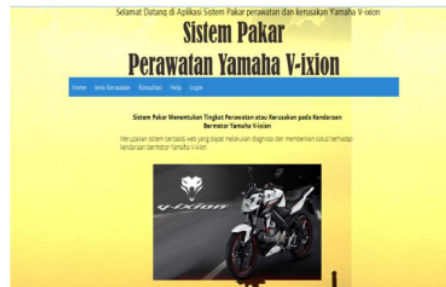 Selamat Datang di Aplikasi Sistem Pakar perawatan dan kerusakan Yamaha V-ixion
Sistem Pakar
Perawatan Yamaha V-ixion
Home Jenis Kerusakan Konsultasi Help Login
Sistem Pakar Menentukan Tingkat Perawatan atau Kerusakan pada Kendaraan
Bermotor Yamaha V-ixion
Merupakan sistem berbasis web yang dapat melakukan diagnosa dan memberikan solusi terhadap
kendaraan bermotor Yamaha V-ixion
V-ixion